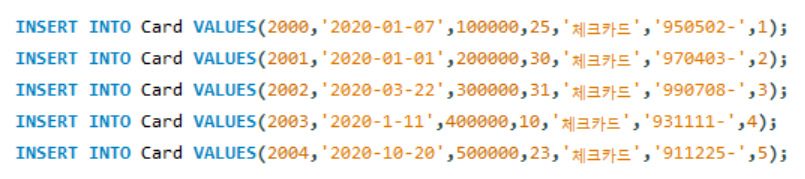 INSERT INTO Card VALUES(2000,'2020-01-07',100000,25,'체크카드','950502-',1);
INSERT INTO Card VALUES(2001,'2020-01-01',200000,30,'체크카드','970403-',2);
INSERT INTO Card VALUES(2002,'2020-03-22',300000,31,'체크카드','990708-',3);
INSERT INTO Card VALUES(2003,'2020-1-11',400000,10,'체크카드','931111-',4);
INSERT INTO Card VALUES(2004,'2020-10-20',500000,23,'체크카드','911225-',5);